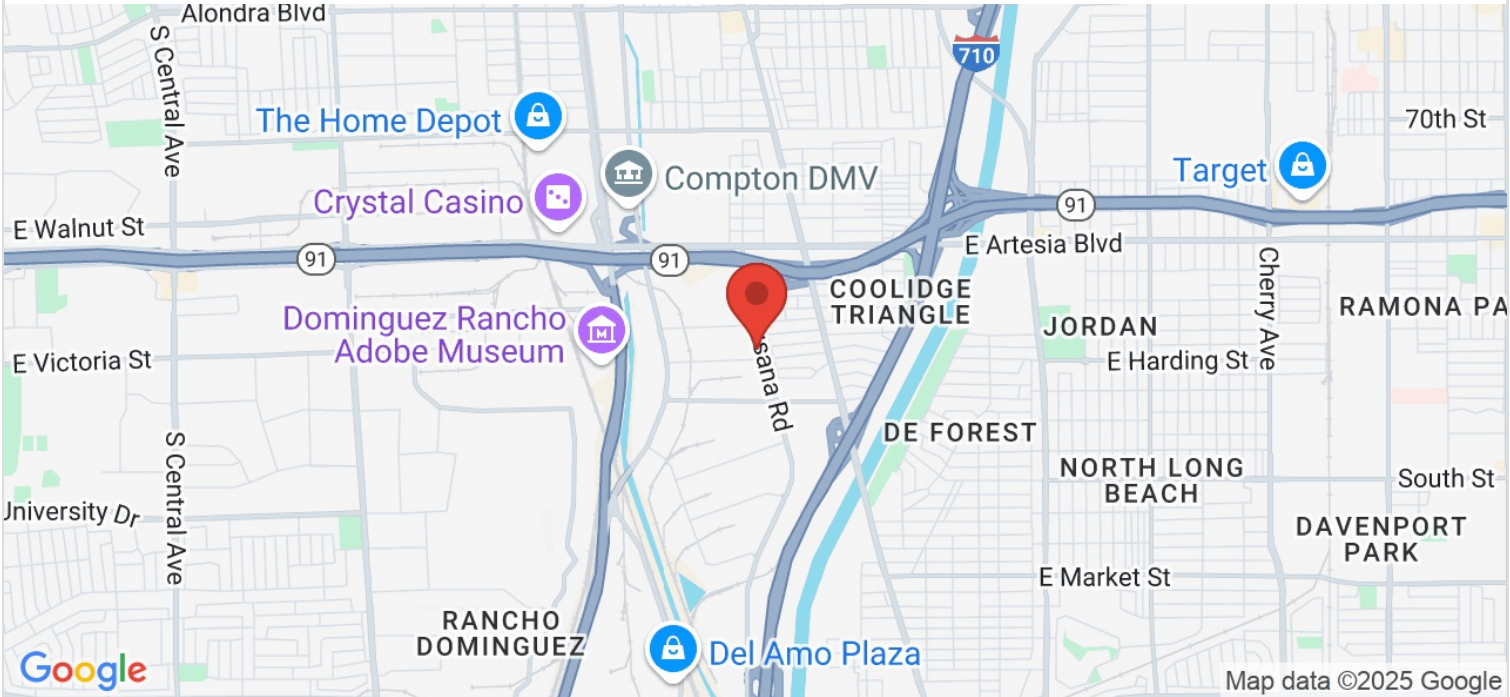 Alondra Blvd
S Central Ave
710
The Home Depot
70th St
Compton DMV
Target
Crystal Casino
91
E Walnut St
E Artesia Blvd
91
91
Cherry Ave
COOLIDGE
TRIANGLE
RAMONA PA
Dominguez Rancho
Adobe Museum
M
JORDAN
E Victoria St
E Harding St
sana Rd
DE FOREST
S Central Ave
NORTH LONG
BEACH
South St
University Dr
DAVENPORT
PARK
E Market St
RANCHO
DOMINGUEZ
Del Amo Plaza
Google
Map data ©2025 Google